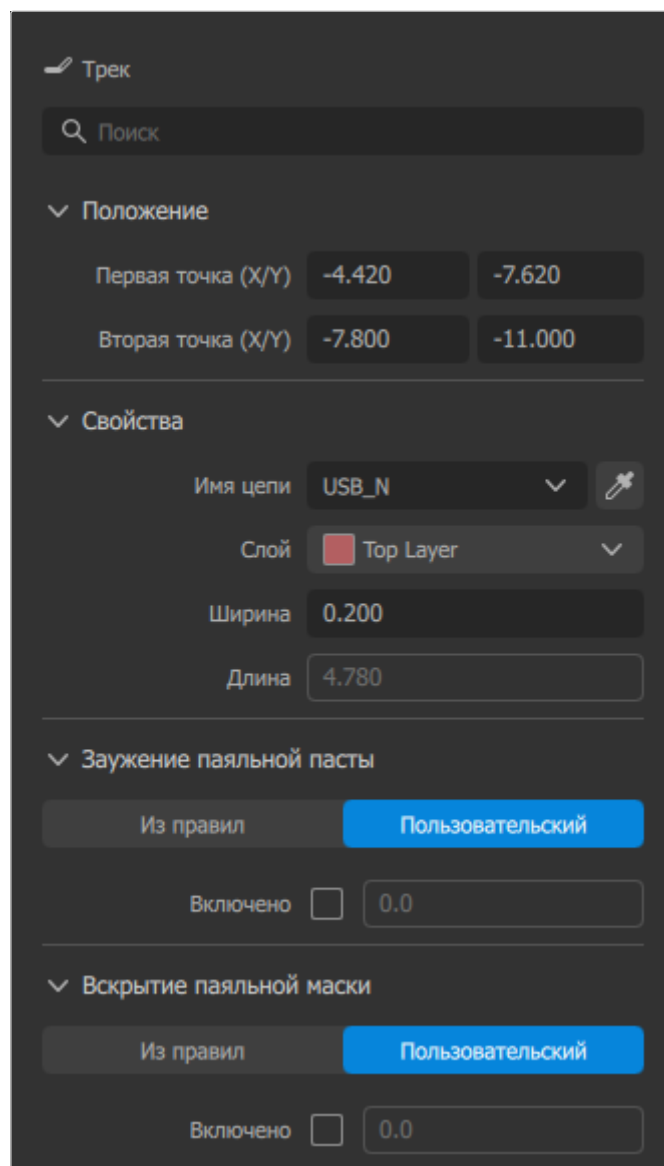 Трек
Поиск
Положение
Первая точка (X/Y) -4.420 -7.620
Вторая точка (X/Y) -7.800 -11.000
Свойства
Имя цепи USB_N
Слой Top Layer
Ширина 0.200
Длина 4.780
Заужение паяльной пасты
Из правил Пользовательский
Включено 0.0
Вскрытие паяльной маски
Из правил Пользовательский
Включено 0.0